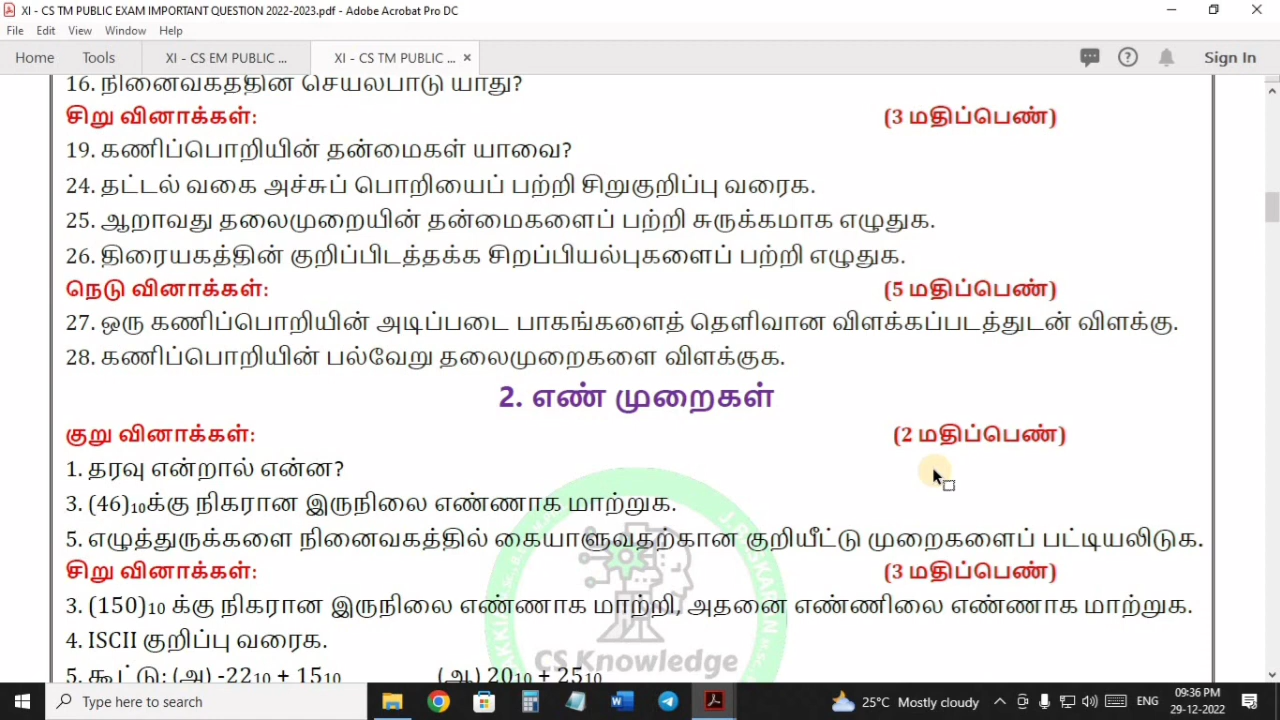 XI - CS TM PUBLIC EXAM IMPORTANT QUESTION 2022-2023.pdf - Adobe Acrobat Pro DC
File Edit View Window Help
Home Tools XI - CS EM PUBLIC ... XI - CS TM PUBLIC ... × Sign In
16. நினைவகத்தின் செயல்பாடு யாது?
சிறு வினாக்கள்: (3 மதிப்பெண்)
19. கணிப்பொறியின் தன்மைகள் யாவை?
24. தட்டல் வகை அச்சுப் பொறியைப் பற்றி சிறுகுறிப்பு வரைக.
25. ஆறாவது தலைமுறையின் தன்மைகளைப் பற்றி சுருக்கமாக எழுதுக.
26. திரையகத்தின் குறிப்பிடத்தக்க சிறப்பியல்புகளைப் பற்றி எழுதுக.
நெடு வினாக்கள்: (5 மதிப்பெண்)
27. ஒரு கணிப்பொறியின் அடிப்படை பாகங்களைத் தெளிவான விளக்கப்படத்துடன் விளக்கு.
28. கணிப்பொறியின் பல்வேறு தலைமுறைகளை விளக்குக.
2. எண் முறைகள்
குறு வினாக்கள்: (2 மதிப்பெண்)
1. தரவு என்றால் என்ன?
3. (46)₁₀க்கு நிகரான இருநிலை எண்ணாக மாற்றுக.
5. எழுத்துருக்களை நினைவகத்தில் கையாளுவதற்கான குறியீட்டு முறைகளைப் பட்டியலிடுக.
சிறு வினாக்கள்: (3 மதிப்பெண்)
3. (150)₁₀ க்கு நிகரான இருநிலை எண்ணாக மாற்றி, அதனை எண்ணிலை எண்ணாக மாற்றுக.
4. ISCII குறிப்பு வரைக.
CS Knowledge
5. கூட்டு: (அ) -22₁₀ + 15₁₀ (ஆ) 20₁₀ + 25₁₀
Type here to search 25°C Mostly cloudy ENG 09:36 PM
29-12-2022